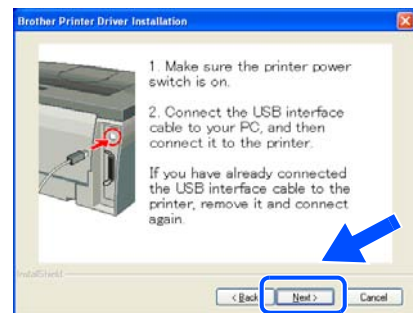 Brother Printer Driver Installation
1. Make sure the printer power
switch is on.
2. Connect the USB interface
cable to your PC, and then
connect it to the printer.
If you have already connected
the USB interface cable to the
printer, remove it and connect
again.
InstallShield
< Back Next > Cancel